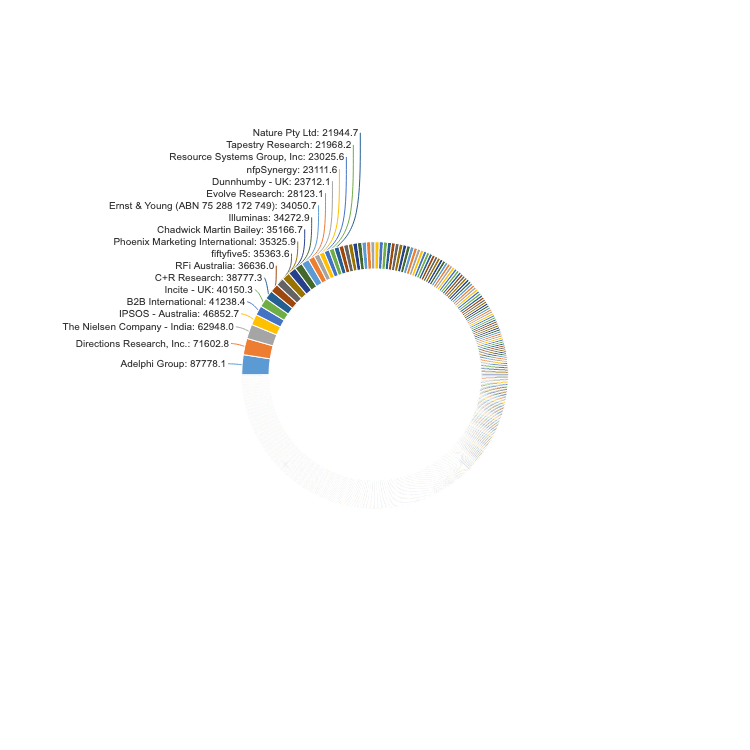 Nature Pty Ltd: 21944.7
Tapestry Research: 21968.2
Resource Systems Group, Inc: 23025.6
nfpSynergy: 23111.6
Dunnhumby - UK: 23712.1
Evolve Research: 28123.1
Ernst & Young (ABN 75 288 172 749): 34050.7
Illuminas: 34272.9
Chadwick Martin Bailey: 35166.7
Phoenix Marketing International: 35325.9
fiftyfive5: 35363.6
RFi Australia: 36636.0
C+R Research: 38777.3
Incite - UK: 40150.3
B2B International: 41238.4
IPSOS - Australia: 46852.7
The Nielsen Company - India: 62948.0
Directions Research, Inc.: 71602.8
Adelphi Group: 87778.1